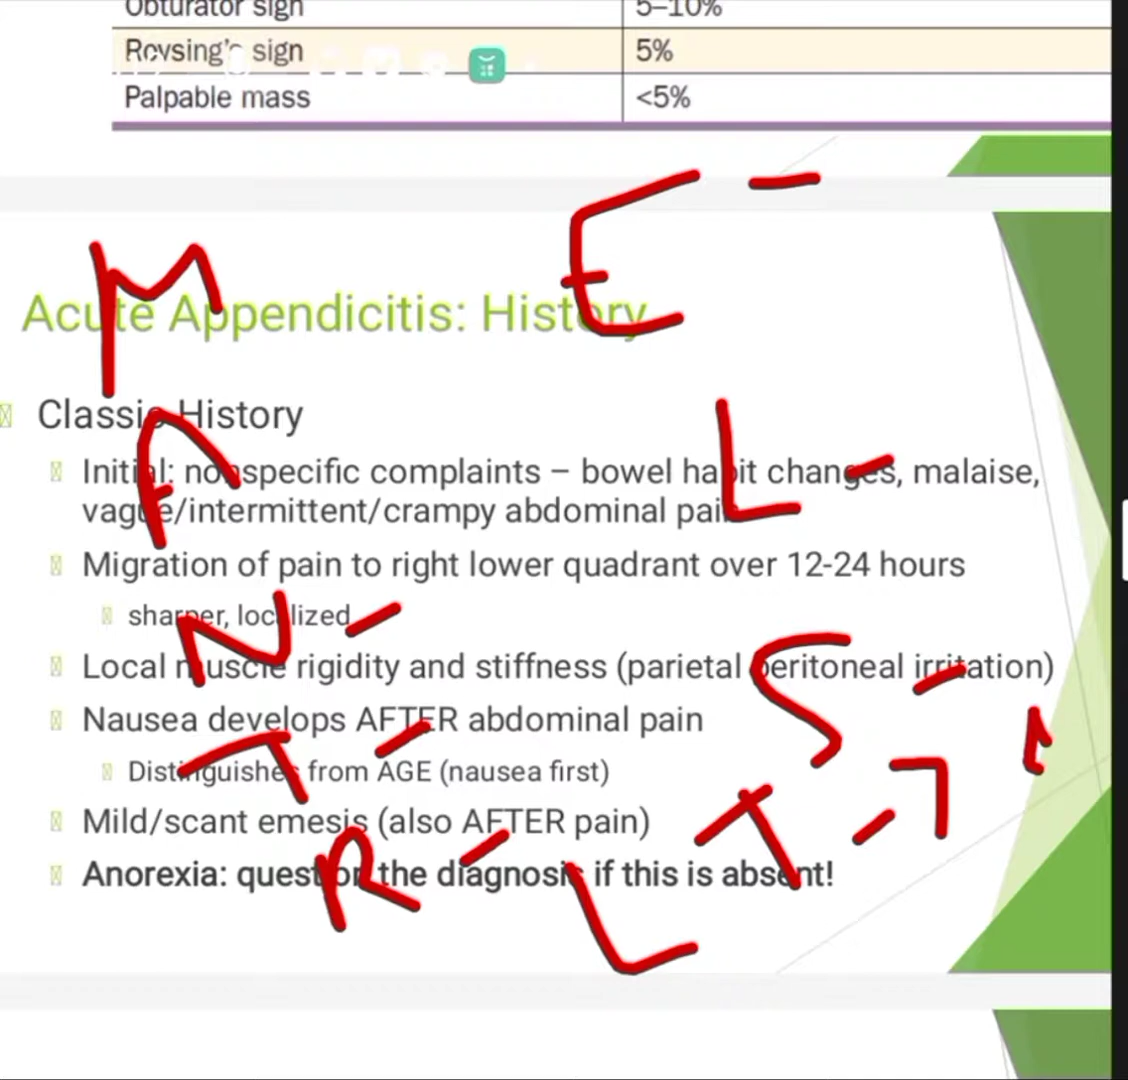 Obturator sign 5–10%
Rovsing's sign 5%
Palpable mass <5%
Acute Appendicitis: History
Classic History
Initial: nonspecific complaints – bowel habit changes, malaise,
vague/intermittent/crampy abdominal pain
Migration of pain to right lower quadrant over 12-24 hours
sharper, localized
Local muscle rigidity and stiffness (parietal peritoneal irritation)
Nausea develops AFTER abdominal pain
Distinguishes from AGE (nausea first)
Mild/scant emesis (also AFTER pain)
Anorexia: question the diagnosis if this is absent!
M
A
N-
T-
R-
E-
L-
S-
T-7
L